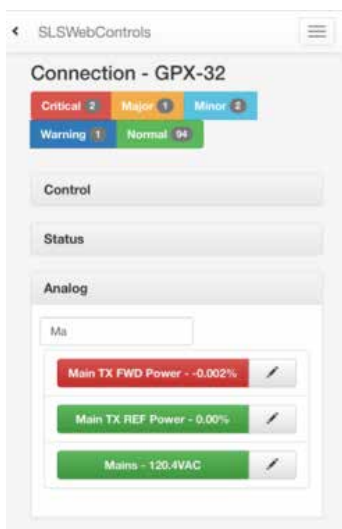 SLSWebControls
Connection - GPX-32
Critical 2 Major 1 Minor 2
Warning 1 Normal 94
Control
Status
Analog
Ma
Main TX FWD Power - -0.002%
Main TX REF Power - 0.00%
Mains - 120.4VAC